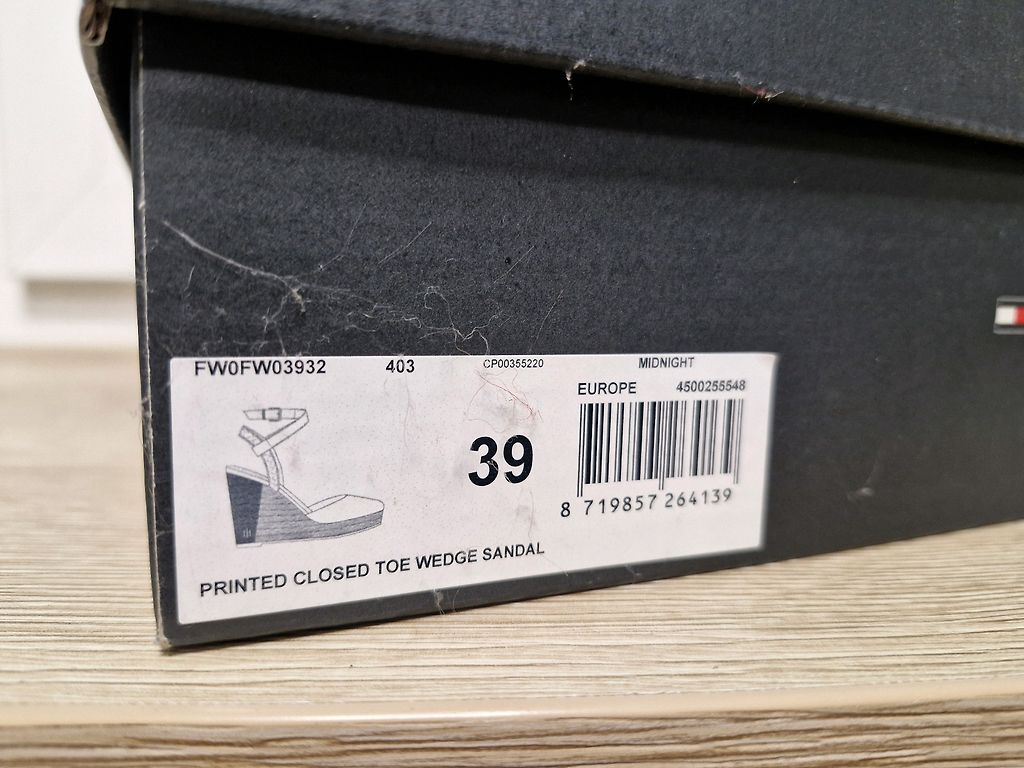 FW0FW03932 403 CP00355220 MIDNIGHT
EUROPE 4500255548
39
8 719857 264139
PRINTED CLOSED TOE WEDGE SANDAL